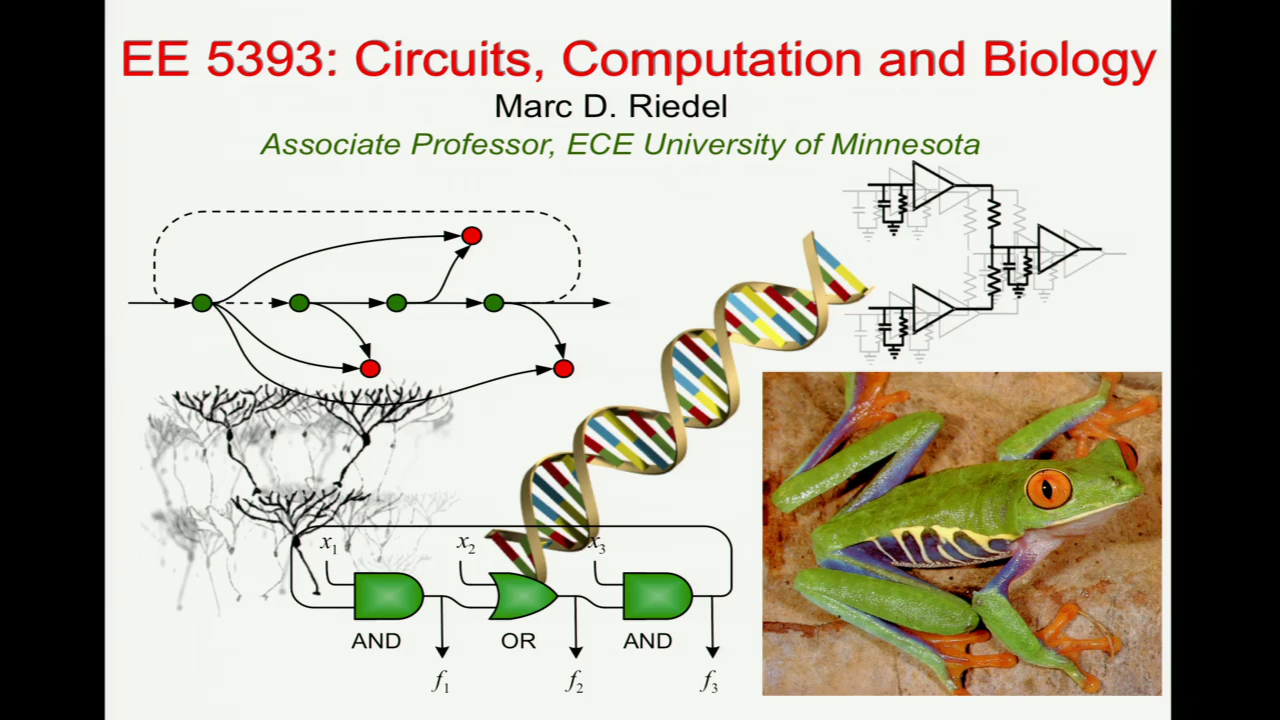 EE 5393: Circuits, Computation and Biology
Marc D. Riedel
Associate Professor, ECE University of Minnesota
x1 x2 x3
AND OR AND
f1 f2 f3